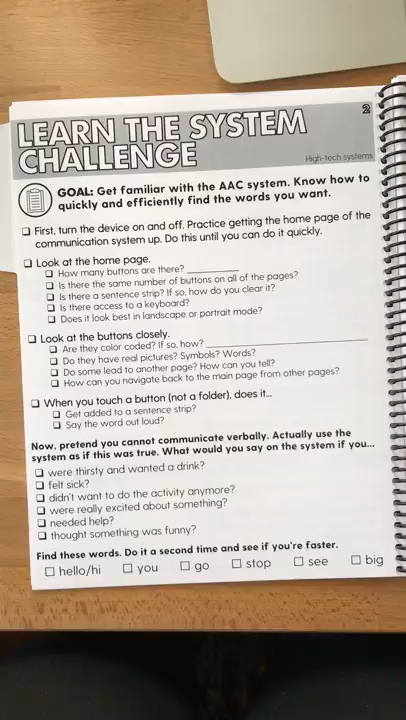 2
LEARN THE SYSTEM
CHALLENGE
High-tech systems
GOAL: Get familiar with the AAC system. Know how to
quickly and efficiently find the words you want.
First, turn the device on and off. Practice getting the home page of the
communication system up. Do this until you can do it quickly.
Look at the home page.
How many buttons are there? ________
Is there the same number of buttons on all of the pages?
Is there a sentence strip? If so, how do you clear it?
Is there access to a keyboard?
Does it look best in landscape or portrait mode?
Look at the buttons closely.
Are they color coded? If so, how? ________________
Do they have real pictures? Symbols? Words?
Do some lead to another page? How can you tell?
How can you navigate back to the main page from other pages?
When you touch a button (not a folder), does it...
Get added to a sentence strip?
Say the word out loud?
Now, pretend you cannot communicate verbally. Actually use the
system as if this was true. What would you say on the system if you...
were thirsty and wanted a drink?
felt sick?
didn't want to do the activity anymore?
were really excited about something?
needed help?
thought something was funny?
Find these words. Do it a second time and see if you're faster.
hello/hi you go stop see big